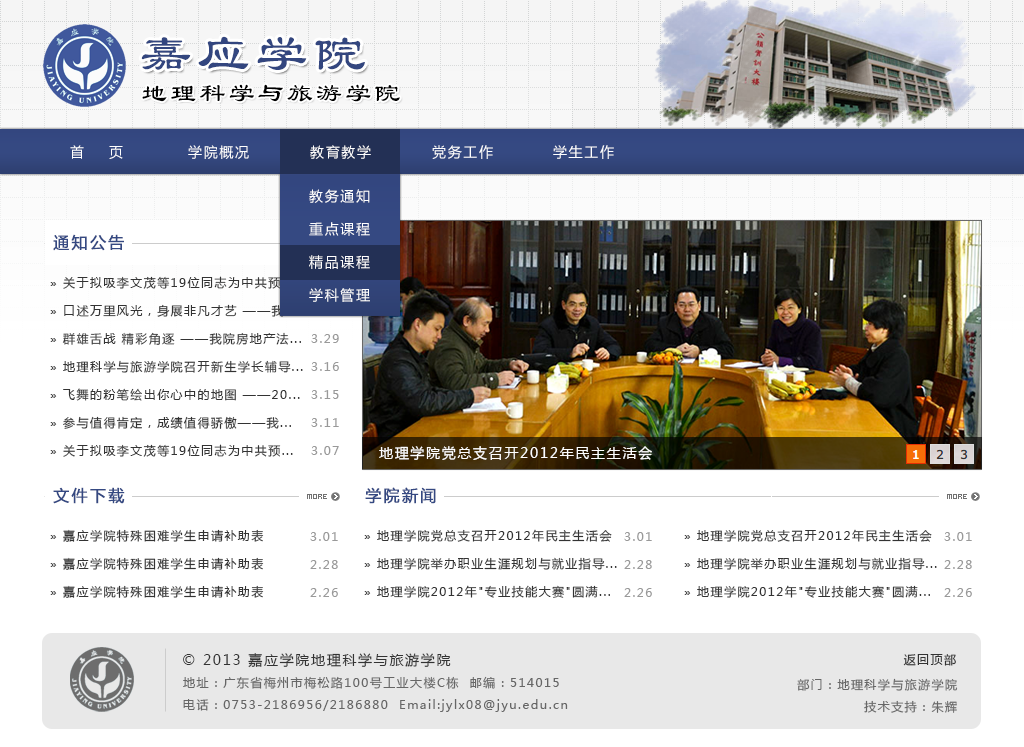 嘉应学院
JIAYING UNIVERSITY
嘉应学院
地理科学与旅游学院
公租实训大楼
首 页 学院概况 教育教学 党务工作 学生工作
教务通知
重点课程
精品课程
学科管理
通知公告
» 关于拟吸李文茂等19位同志为中共预
» 口述万里风光，身展非凡才艺 ——我
» 群雄舌战 精彩角逐 ——我院房地产法... 3.29
» 地理科学与旅游学院召开新生学长辅导... 3.16
» 飞舞的粉笔绘出你心中的地图 ——20... 3.15
» 参与值得肯定，成绩值得骄傲——我... 3.11
» 关于拟吸李文茂等19位同志为中共预... 3.07
地理学院党总支召开2012年民主生活会 1 2 3
文件下载 MORE
» 嘉应学院特殊困难学生申请补助表 3.01
» 嘉应学院特殊困难学生申请补助表 2.28
» 嘉应学院特殊困难学生申请补助表 2.26
学院新闻 MORE
» 地理学院党总支召开2012年民主生活会 3.01
» 地理学院举办职业生涯规划与就业指导... 2.28
» 地理学院2012年"专业技能大赛"圆满... 2.26
» 地理学院党总支召开2012年民主生活会 3.01
» 地理学院举办职业生涯规划与就业指导... 2.28
» 地理学院2012年"专业技能大赛"圆满... 2.26
嘉应学院
JIAYING UNIVERSITY
© 2013 嘉应学院地理科学与旅游学院
地址：广东省梅州市梅松路100号工业大楼C栋 邮编：514015
电话：0753-2186956/2186880 Email:jylx08@jyu.edu.cn
返回顶部
部门：地理科学与旅游学院
技术支持：朱辉